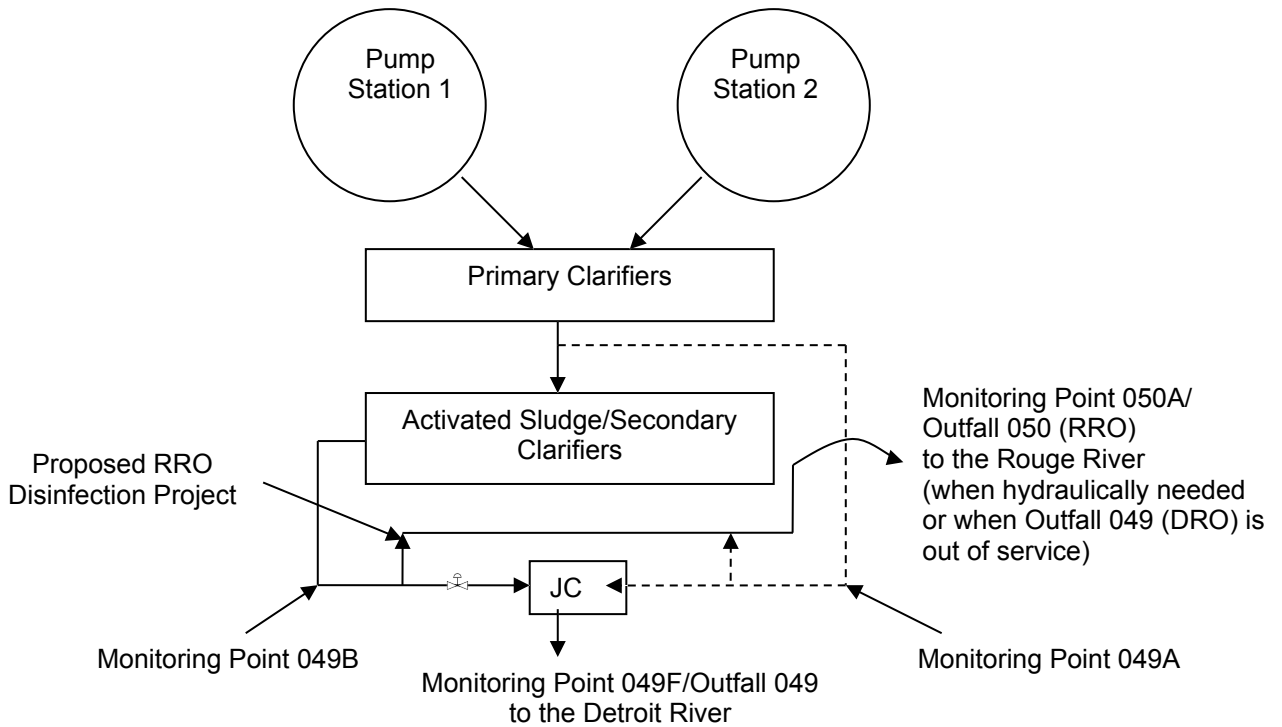 Pump
Station 1
Pump
Station 2
Primary Clarifiers
Activated Sludge/Secondary
Clarifiers
Monitoring Point 050A/
Outfall 050 (RRO)
to the Rouge River
(when hydraulically needed
or when Outfall 049 (DRO) is
out of service)
Proposed RRO
Disinfection Project
JC
Monitoring Point 049B
Monitoring Point 049A
Monitoring Point 049F/Outfall 049
to the Detroit River